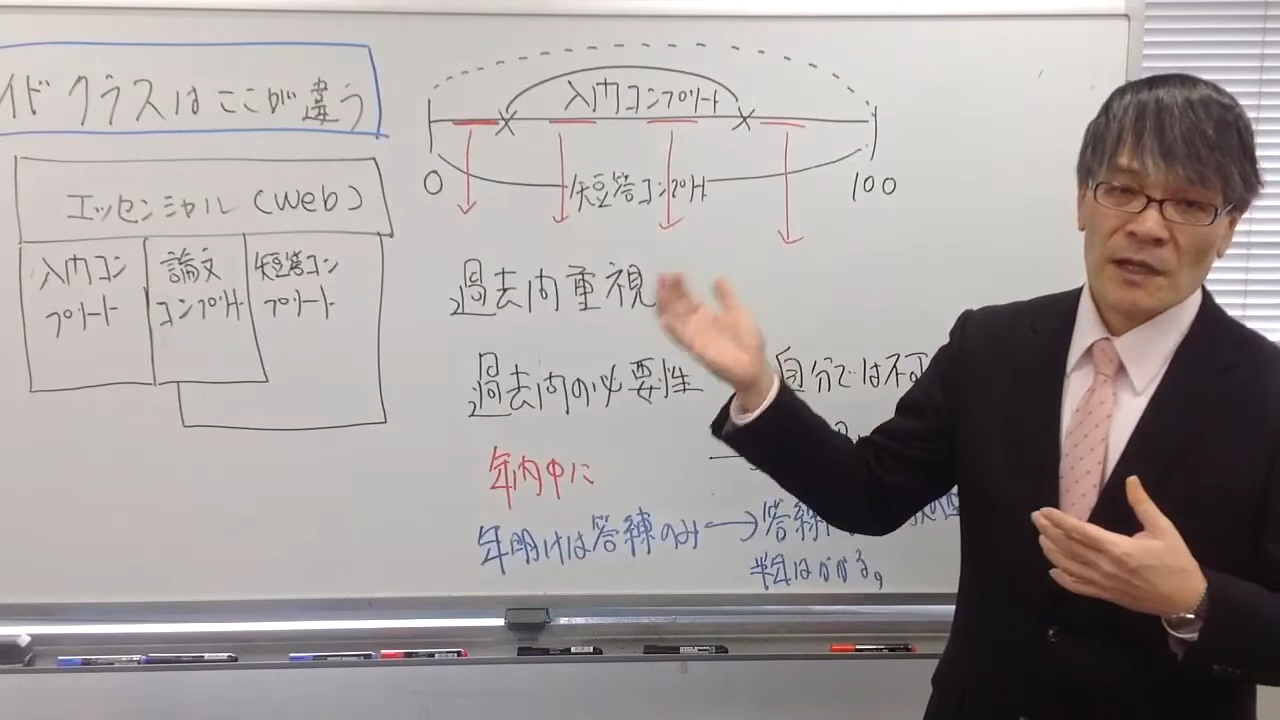 イドクラスはここが違う
エッセンシャル(Web)
入門コン
プリート
論文
コンプリート
短答コン
プリート
入門コンプリート
0
短答コンプリート
100
過去問重視
過去問の必要性
自分では不可
年内中に
年明けは答練のみ→答練
半年はかかる。